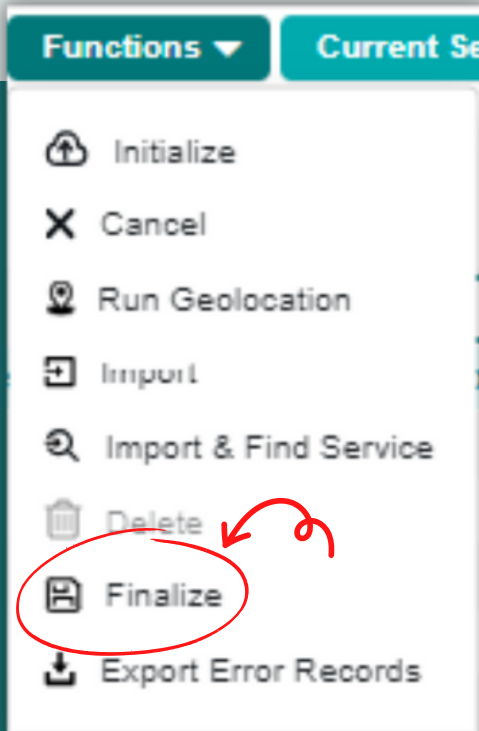 Functions
Current Se
Initialize
Cancel
Run Geolocation
Import
Import & Find Service
Delete
Finalize
Export Error Records